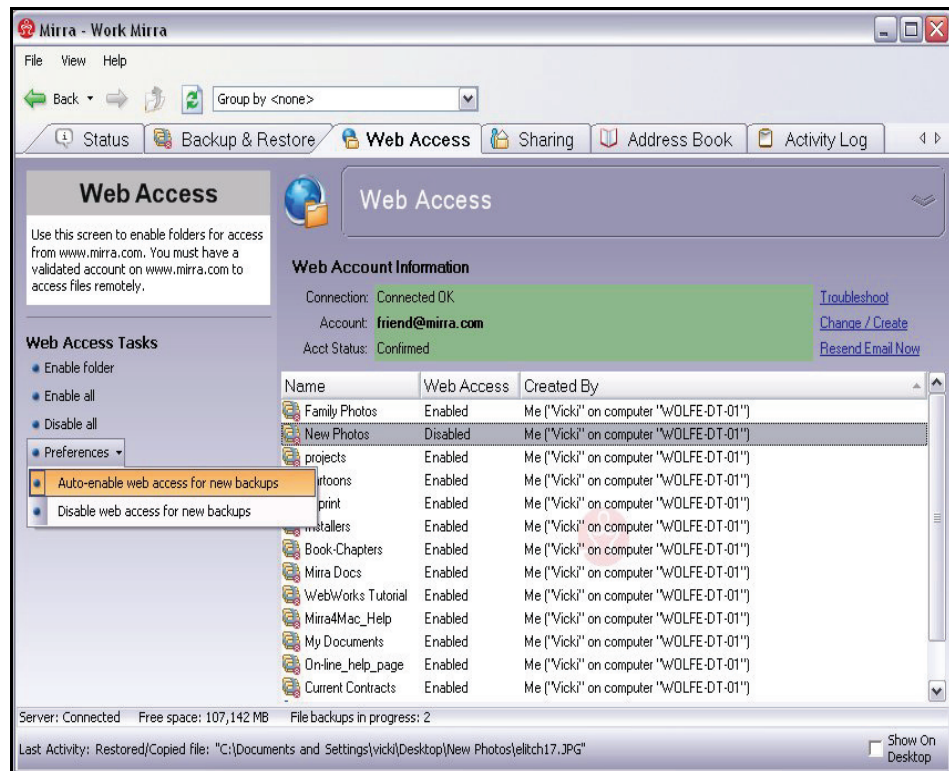 Mirra - Work Mirra
File View Help
Back
Group by <none>
Status Backup & Restore Web Access Sharing Address Book Activity Log
Web Access
Use this screen to enable folders for access
from www.mirra.com. You must have a
validated account on www.mirra.com to
access files remotely.
Web Access Tasks
Enable folder
Enable all
Disable all
Preferences
Auto-enable web access for new backups
Disable web access for new backups
Web Access
Web Account Information
Connection: Connected OK Troubleshoot
Account: friend@mirra.com Change / Create
Acct Status: Confirmed Resend Email Now
Name Web Access Created By
Family Photos Enabled Me ("Vicki" on computer "WOLFE-DT-01")
New Photos Disabled Me ("Vicki" on computer "WOLFE-DT-01")
projects Enabled Me ("Vicki" on computer "WOLFE-DT-01")
rtoons Enabled Me ("Vicki" on computer "WOLFE-DT-01")
print Enabled Me ("Vicki" on computer "WOLFE-DT-01")
Installers Enabled Me ("Vicki" on computer "WOLFE-DT-01")
Book-Chapters Enabled Me ("Vicki" on computer "WOLFE-DT-01")
Mirra Docs Enabled Me ("Vicki" on computer "WOLFE-DT-01")
WebWorks Tutorial Enabled Me ("Vicki" on computer "WOLFE-DT-01")
Mirra4Mac_Help Enabled Me ("Vicki" on computer "WOLFE-DT-01")
My Documents Enabled Me ("Vicki" on computer "WOLFE-DT-01")
On-line_help_page Enabled Me ("Vicki" on computer "WOLFE-DT-01")
Current Contracts Enabled Me ("Vicki" on computer "WOLFE-DT-01")
Server: Connected Free space: 107,142 MB File backups in progress: 2
Last Activity: Restored/Copied file: "C:\Documents and Settings\vicki\Desktop\New Photos\elitch17.JPG"
Show On
Desktop